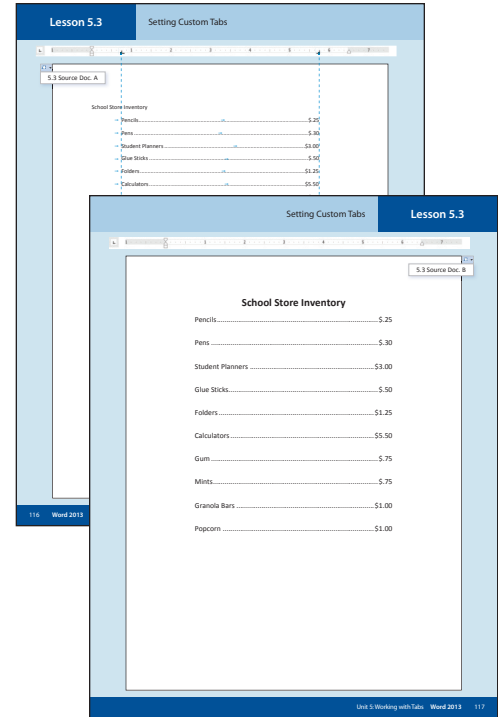 Lesson 5.3 Setting Custom Tabs
5.3 Source Doc. A
School Store Inventory
Pencils $.25
Pens $.30
Student Planners $3.00
Glue Sticks $.50
Folders $1.25
Calculators $5.50
116 Word 2013
Setting Custom Tabs Lesson 5.3
5.3 Source Doc. B
School Store Inventory
Pencils $.25
Pens $.30
Student Planners $3.00
Glue Sticks $.50
Folders $1.25
Calculators $5.50
Gum $.75
Mints $.75
Granola Bars $1.00
Popcorn $1.00
Unit 5: Working with Tabs Word 2013 117